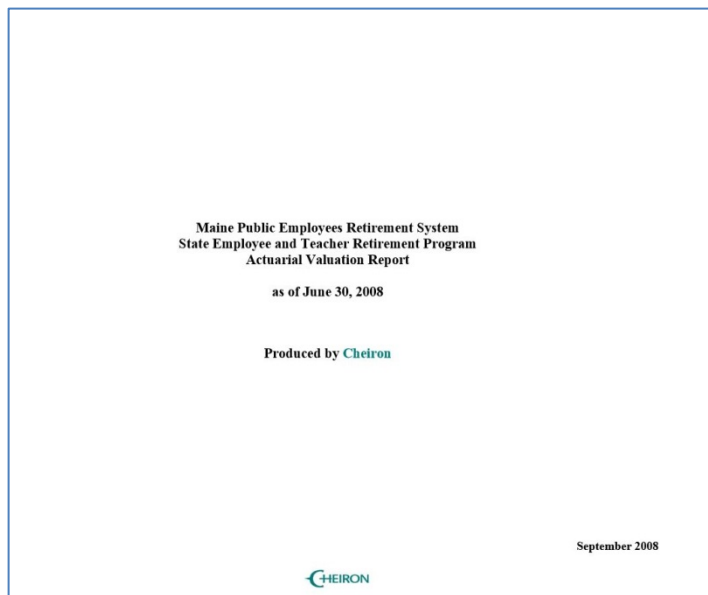 Maine Public Employees Retirement System
State Employee and Teacher Retirement Program
Actuarial Valuation Report
as of June 30, 2008
Produced by Cheiron
September 2008
CHEIRON